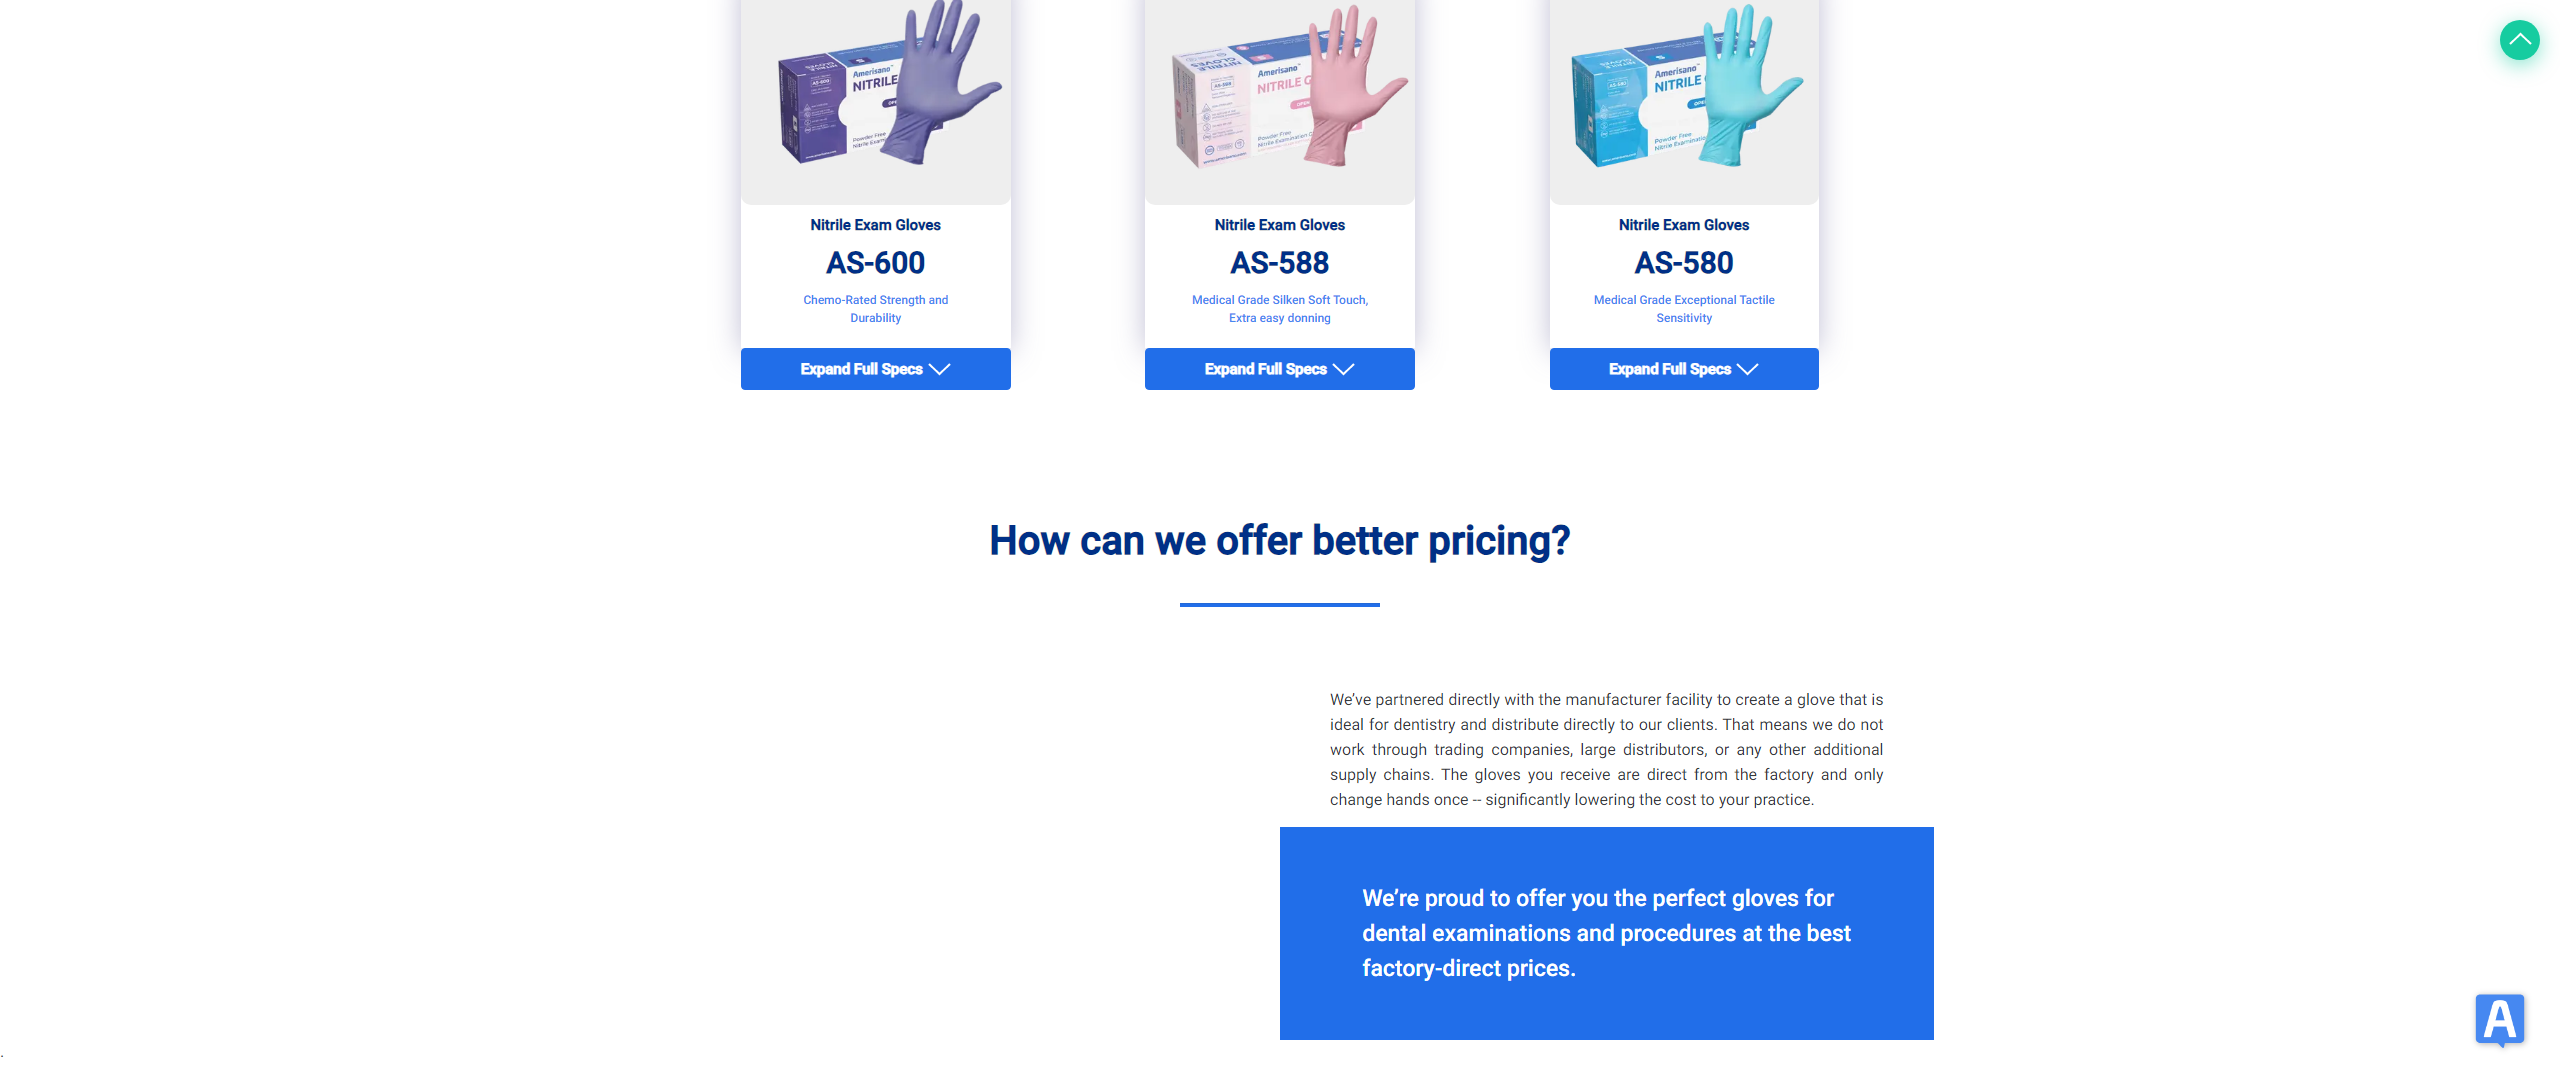 Amerisano
NITRILE
AS-600
Powder Free
Amerisano
NITRILE G
AS-588
Powder Free
Amerisano
NITRILE
AS-580
Powder Free
Nitrile Exam Gloves
AS-600
Chemo-Rated Strength and
Durability
Expand Full Specs
Nitrile Exam Gloves
AS-588
Medical Grade Silken Soft Touch,
Extra easy donning
Expand Full Specs
Nitrile Exam Gloves
AS-580
Medical Grade Exceptional Tactile
Sensitivity
Expand Full Specs
How can we offer better pricing?
We’ve partnered directly with the manufacturer facility to create a glove that is
ideal for dentistry and distribute directly to our clients. That means we do not
work through trading companies, large distributors, or any other additional
supply chains. The gloves you receive are direct from the factory and only
change hands once -- significantly lowering the cost to your practice.
We’re proud to offer you the perfect gloves for
dental examinations and procedures at the best
factory-direct prices.
A